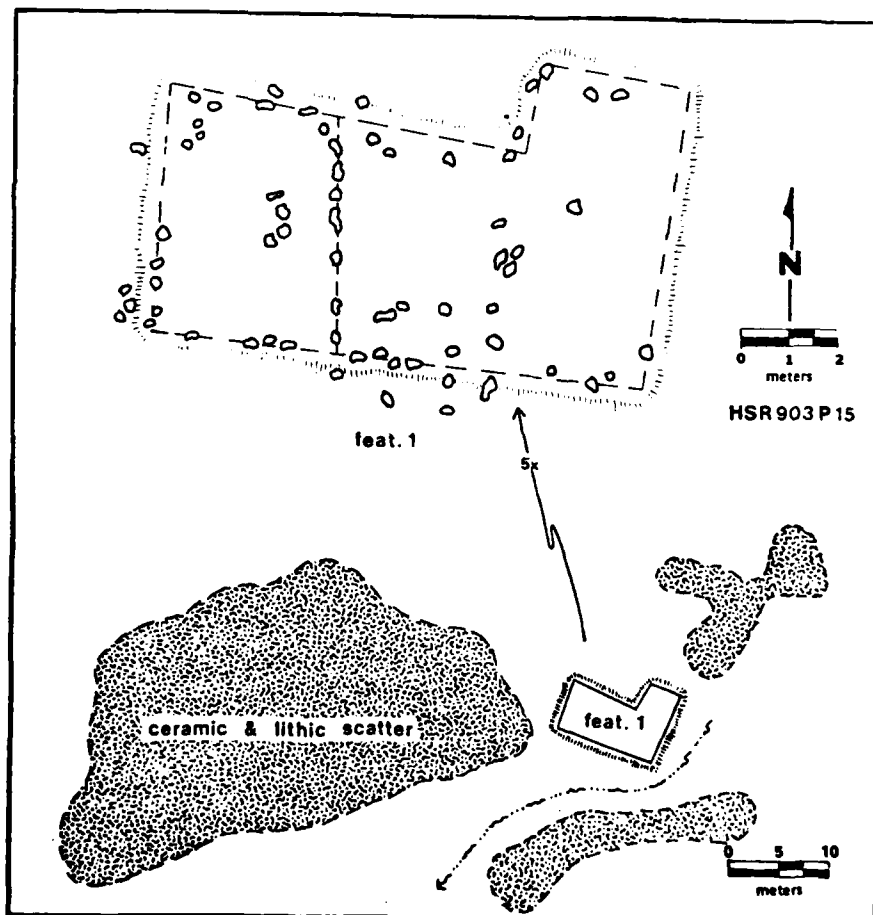 N
0 1 2
meters
HSR 903 P 15
feat. 1
5x
ceramic & lithic scatter
feat. 1
0 5 10
meters